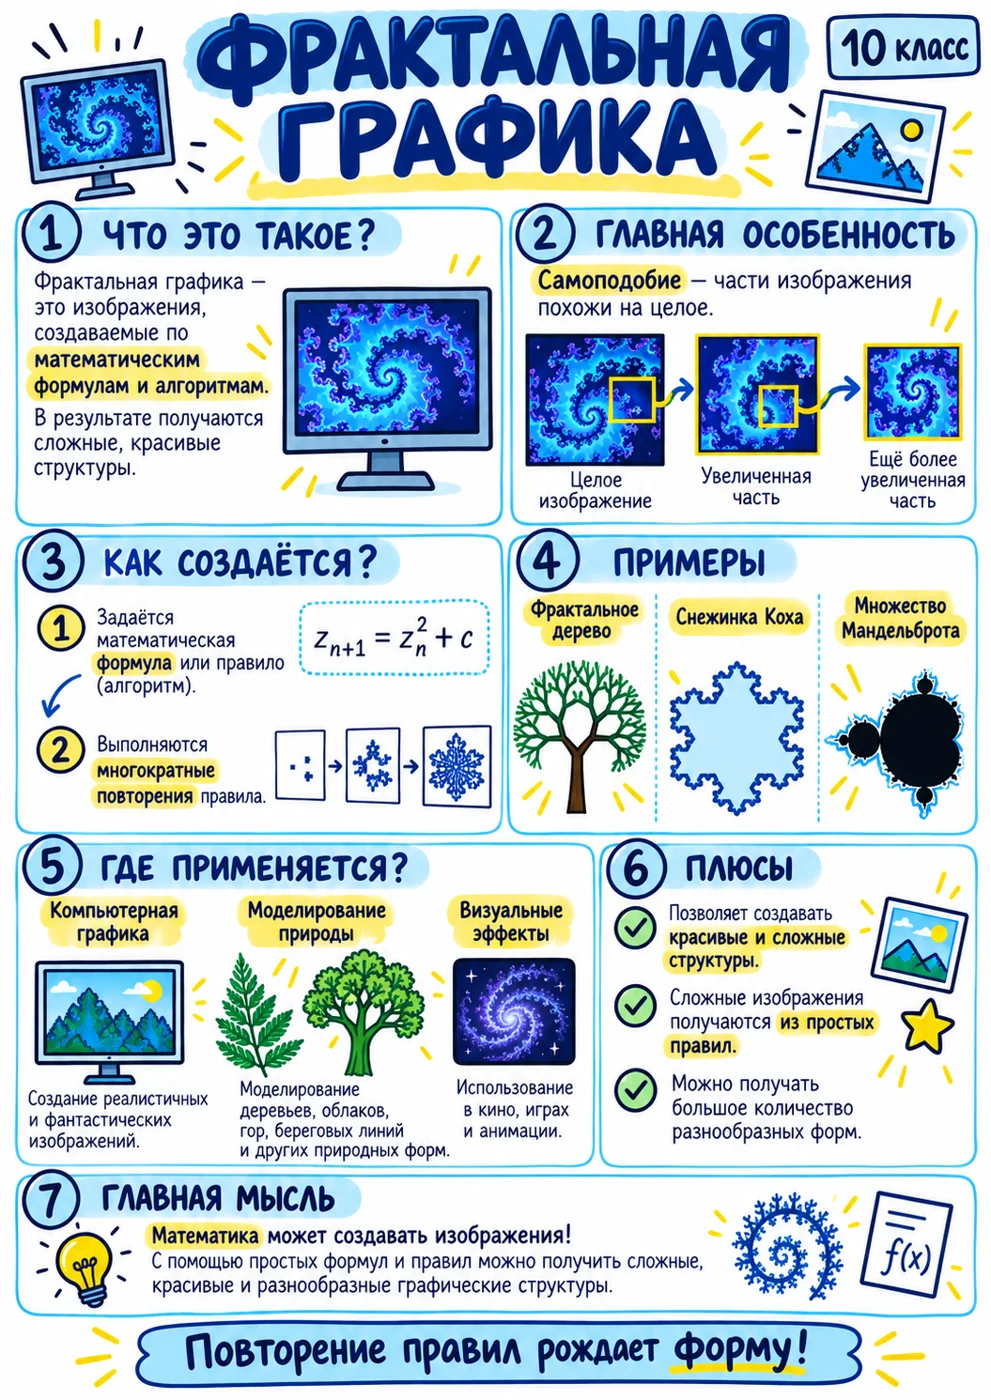 ФРАКТАЛЬНАЯ
ГРАФИКА
10 класс
1 ЧТО ЭТО ТАКОЕ?
Фрактальная графика –
это изображения,
создаваемые по
математическим
формулам и алгоритмам.
В результате получаются
сложные, красивые
структуры.
2 ГЛАВНАЯ ОСОБЕННОСТЬ
Самоподобие – части изображения
похожи на целое.
Целое
изображение
Увеличенная
часть
Ещё более
увеличенная
часть
3 КАК СОЗДАЁТСЯ?
1 Задаётся
математическая
формула или правило
(алгоритм).
zₙ₊₁ = zₙ² + c
2 Выполняются
многократные
повторения правила.
4 ПРИМЕРЫ
Фрактальное
дерево
Снежинка Коха
Множество
Мандельброта
5 ГДЕ ПРИМЕНЯЕТСЯ?
Компьютерная
графика
Создание реалистичных
и фантастических
изображений.
Моделирование
природы
Моделирование
деревьев, облаков,
гор, береговых линий
и других природных форм.
Визуальные
эффекты
Использование
в кино, играх
и анимации.
6 ПЛЮСЫ
Позволяет создавать
красивые и сложные
структуры.
Сложные изображения
получаются из простых
правил.
Можно получать
большое количество
разнообразных форм.
7 ГЛАВНАЯ МЫСЛЬ
Математика может создавать изображения!
С помощью простых формул и правил можно получить сложные,
красивые и разнообразные графические структуры.
f(x)
Повторение правил рождает форму!